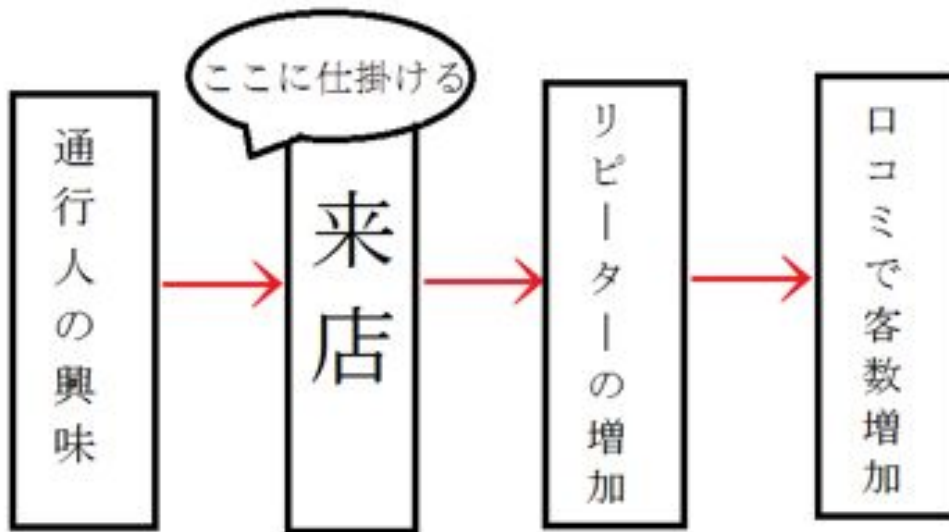 通行人の興味
ここに仕掛ける
来店
リピーターの増加
口コミで客数増加